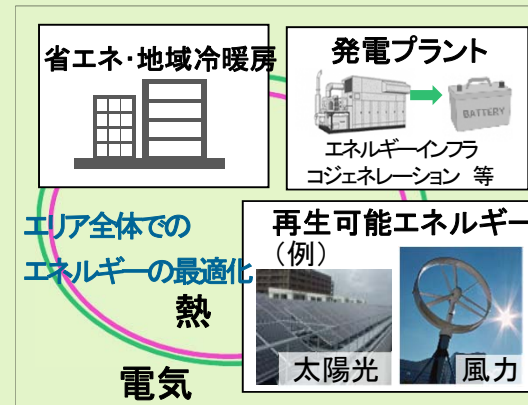 省エネ・地域冷暖房
発電プラント
BATTERY
エネルギーインフラ
コジェネレーション 等
エリア全体での
エネルギーの最適化
熱
電気
再生可能エネルギー
（例）
太陽光
風力